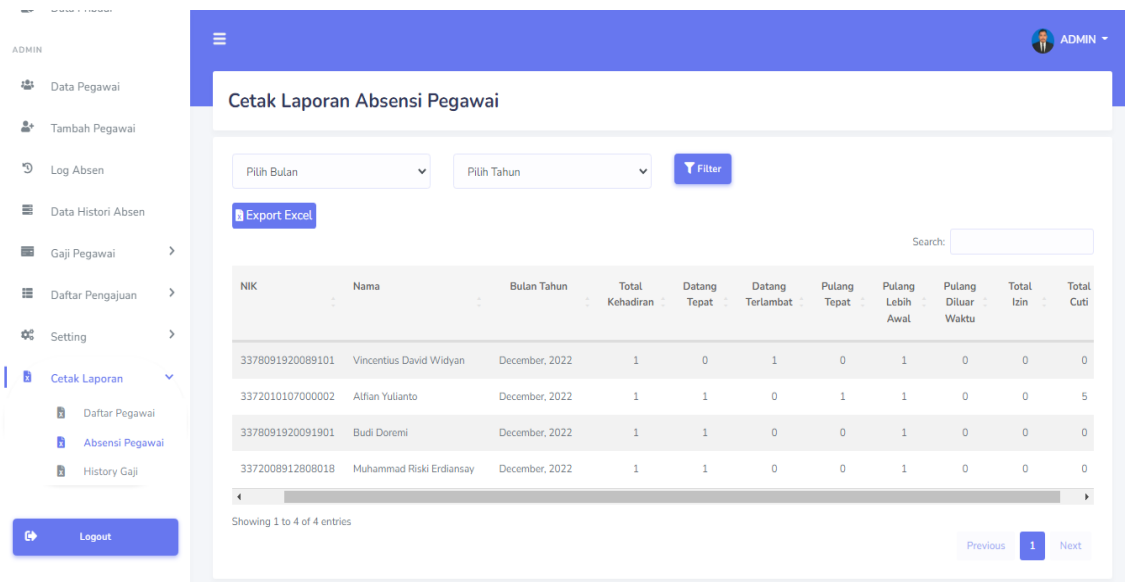 ADMIN
Data Pegawai
Tambah Pegawai
Log Absen
Data Histori Absen
Gaji Pegawai
Daftar Pengajuan
Setting
Cetak Laporan
Daftar Pegawai
Absensi Pegawai
History Gaji
Logout
ADMIN
Cetak Laporan Absensi Pegawai
Pilih Bulan Pilih Tahun Filter
Export Excel
Search:
NIK Nama Bulan Tahun Total Datang Datang Pulang Pulang Pulang Total Total
Kehadiran Tepat Terlambat Tepat Lebih Diluar Izin Cuti
Awal Waktu
3378091920089101 Vincentius David Widyan December, 2022 1 0 1 0 1 0 0 0
3372010107000002 Alfian Yulianto December, 2022 1 1 0 1 1 0 0 5
3378091920091901 Budi Doremi December, 2022 1 1 0 0 1 0 0 0
3372008912808018 Muhammad Riski Erdiansay December, 2022 1 1 0 0 1 0 0 0
Showing 1 to 4 of 4 entries
Previous 1 Next